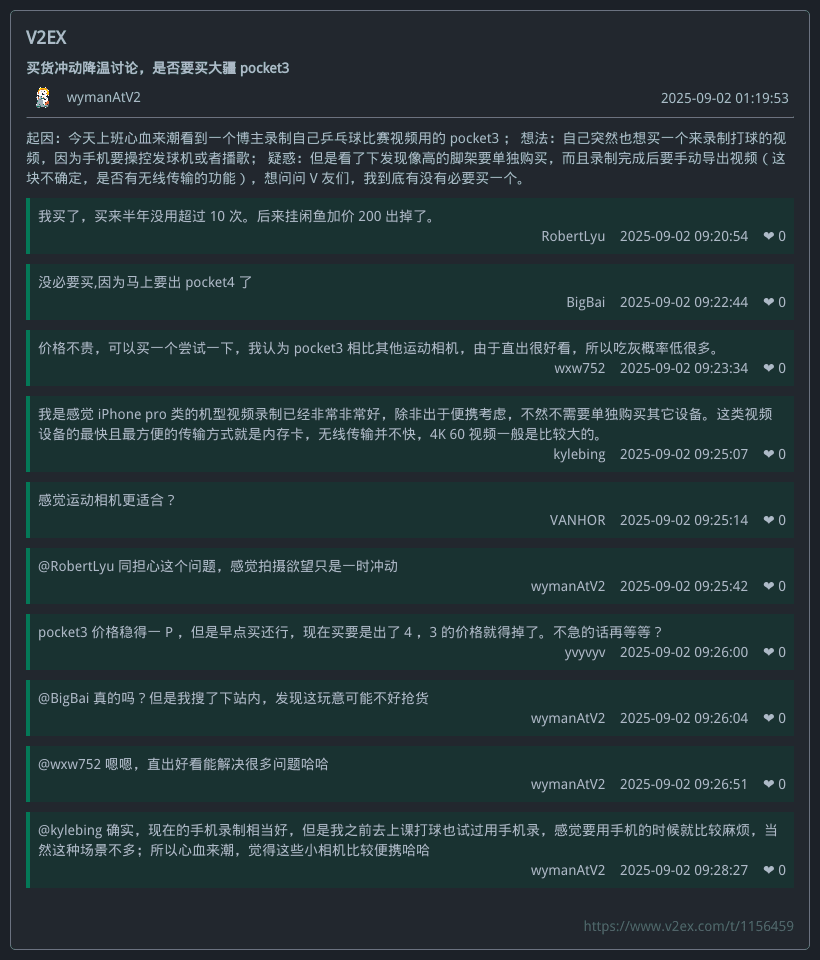 V2EX
买货冲动降温讨论，是否要买大疆 pocket3
wymanAtV2
2025-09-02 01:19:53
起因：今天上班心血来潮看到一个博主录制自己乒乓球比赛视频用的 pocket3 ； 想法：自己突然也想买一个来录制打球的视
频，因为手机要操控发球机或者播歌； 疑惑：但是看了下发现像高的脚架要单独购买，而且录制完成后要手动导出视频（ 这
块不确定，是否有无线传输的功能 ），想问问 V 友们，我到底有没有必要买一个。
我买了，买来半年没用超过 10 次。后来挂闲鱼加价 200 出掉了。
RobertLyu 2025-09-02 09:20:54 ❤ 0
没必要买,因为马上要出 pocket4 了
BigBai 2025-09-02 09:22:44 ❤ 0
价格不贵，可以买一个尝试一下，我认为 pocket3 相比其他运动相机，由于直出很好看，所以吃灰概率低很多。
wxw752 2025-09-02 09:23:34 ❤ 0
我是感觉 iPhone pro 类的机型视频录制已经非常非常好，除非出于便携考虑，不然不需要单独购买其它设备。这类视频
设备的最快且最方便的传输方式就是内存卡，无线传输并不快，4K 60 视频一般是比较大的。
kylebing 2025-09-02 09:25:07 ❤ 0
感觉运动相机更适合？
VANHOR 2025-09-02 09:25:14 ❤ 0
@RobertLyu 同担心这个问题，感觉拍摄欲望只是一时冲动
wymanAtV2 2025-09-02 09:25:42 ❤ 0
pocket3 价格稳得一 P ，但是早点买还行，现在买要是出了 4 ，3 的价格就得掉了。不急的话再等等？
yvyvyv 2025-09-02 09:26:00 ❤ 0
@BigBai 真的吗？但是我搜了下站内，发现这玩意可能不好抢货
wymanAtV2 2025-09-02 09:26:04 ❤ 0
@wxw752 嗯嗯，直出好看能解决很多问题哈哈
wymanAtV2 2025-09-02 09:26:51 ❤ 0
@kylebing 确实，现在的手机录制相当好，但是我之前去上课打球也试过用手机录，感觉要用手机的时候就比较麻烦，当
然这种场景不多；所以心血来潮，觉得这些小相机比较便携哈哈
wymanAtV2 2025-09-02 09:28:27 ❤ 0
https://www.v2ex.com/t/1156459